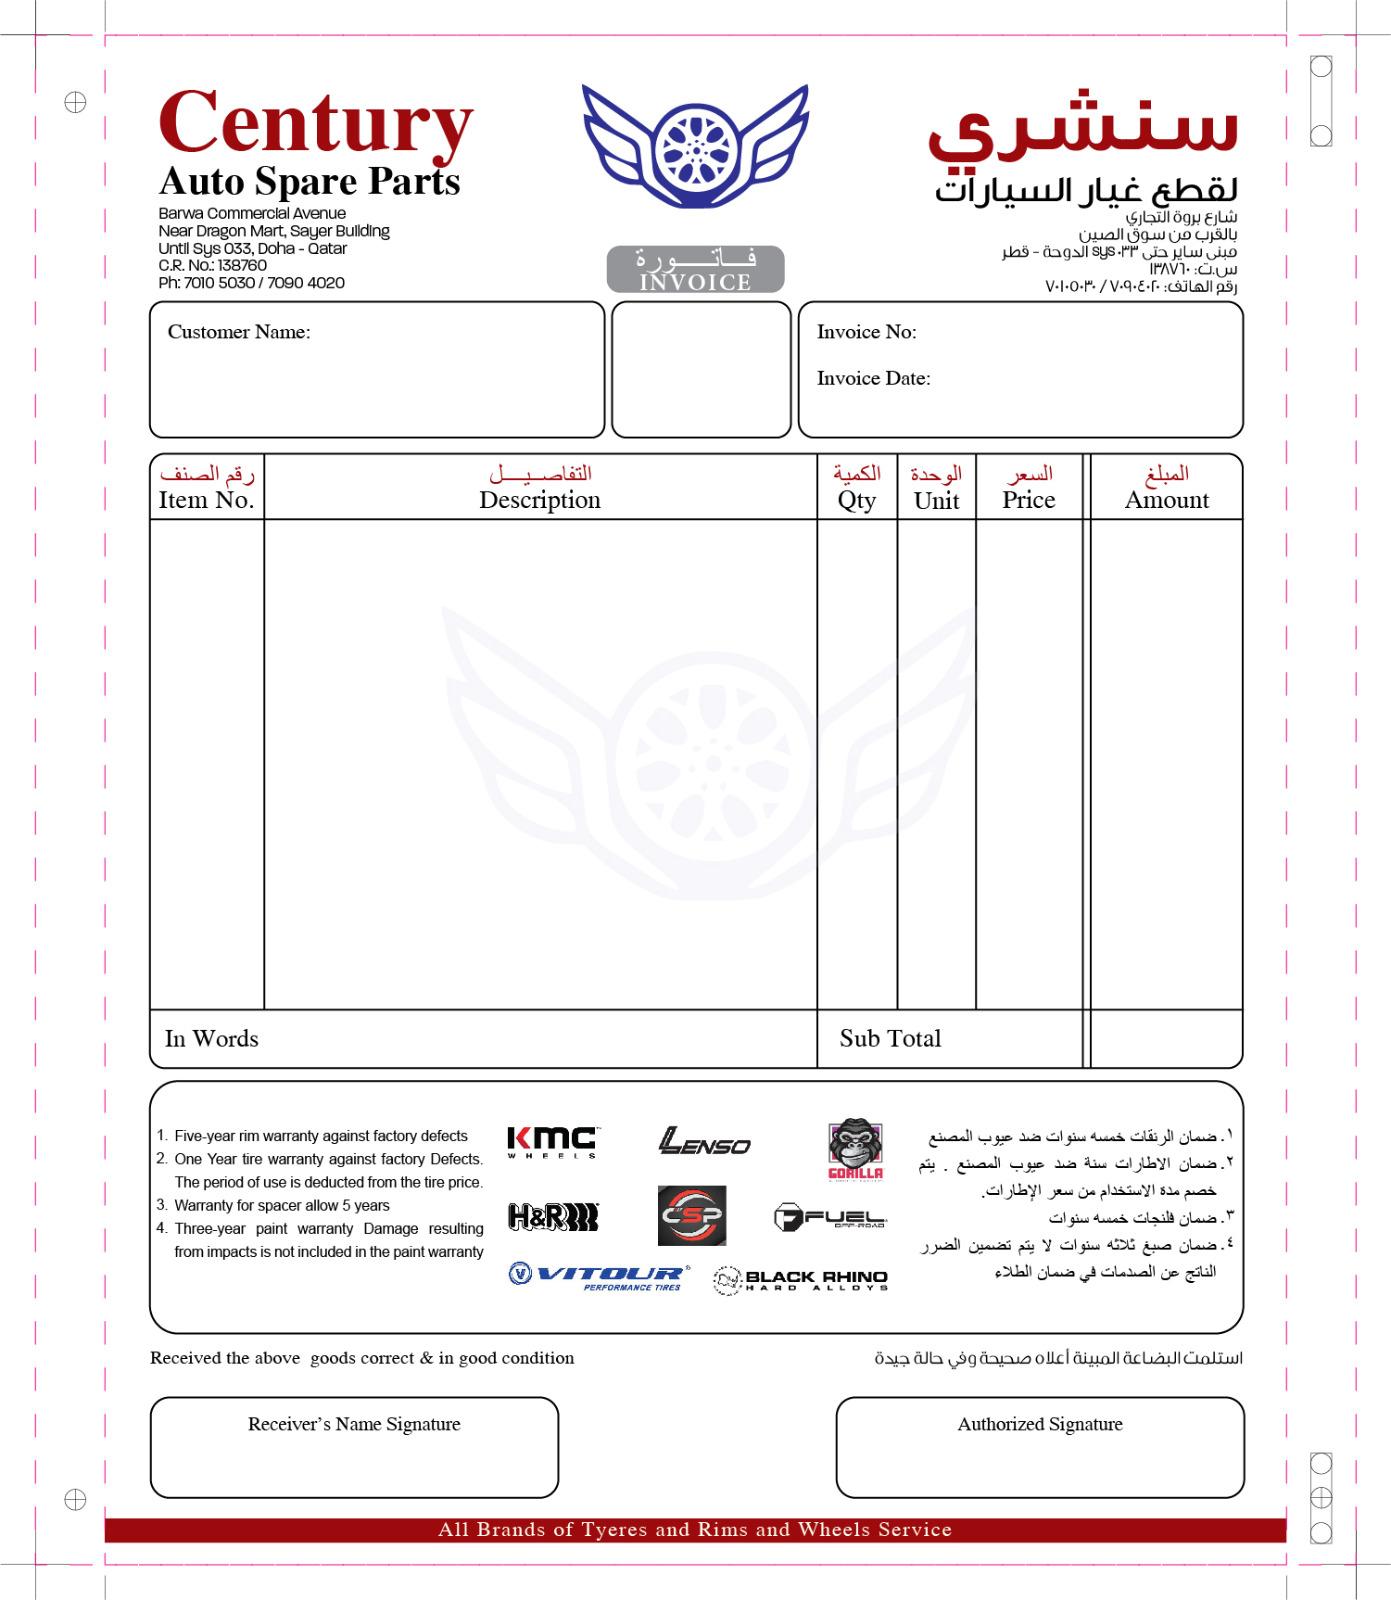 Century
Auto Spare Parts
Barwa Commercial Avenue
Near Dragon Mart, Sayer Building
Until Sys 033, Doha - Qatar
C.R. No.: 138760
Ph: 7010 5030 / 7090 4020
سنشري
لقطع غيار السيارات
شارع بروة التجاري
بالقرب من سوق الصين
مبنى ساير حتى sys ٠٣٣ الدوحة - قطر
س.ت: ١٣٨٧٦٠
رقم الهاتف: ٧٠٩٠٤٠٢٠ / ٧٠١٠٥٠٣٠
فاتورة
INVOICE
Customer Name:
Invoice No:
Invoice Date:
رقم الصنف التفاصيل الكمية الوحدة السعر المبلغ
Item No. Description Qty Unit Price Amount
In Words Sub Total
1. Five-year rim warranty against factory defects
2. One Year tire warranty against factory Defects.
The period of use is deducted from the tire price.
3. Warranty for spacer allow 5 years
4. Three-year paint warranty Damage resulting
from impacts is not included in the paint warranty
KMC
WHEELS
LENSO
GORILLA
H&R
CSP
FUEL
OFF-ROAD
VITOUR
PERFORMANCE TIRES
BLACK RHINO
HARD ALLOYS
١. ضمان الرنقات خمسه سنوات ضد عيوب المصنع
٢. ضمان الاطارات سنة ضد عيوب المصنع . يتم
خصم مدة الاستخدام من سعر الإطارات.
٣. ضمان فلنجات خمسه سنوات
٤. ضمان صبغ ثلاثه سنوات لا يتم تضمين الضرر
الناتج عن الصدمات في ضمان الطلاء
Received the above goods correct & in good condition
استلمت البضاعة المبينة أعلاه صحيحة وفي حالة جيدة
Receiver’s Name Signature
Authorized Signature
All Brands of Tyeres and Rims and Wheels Service